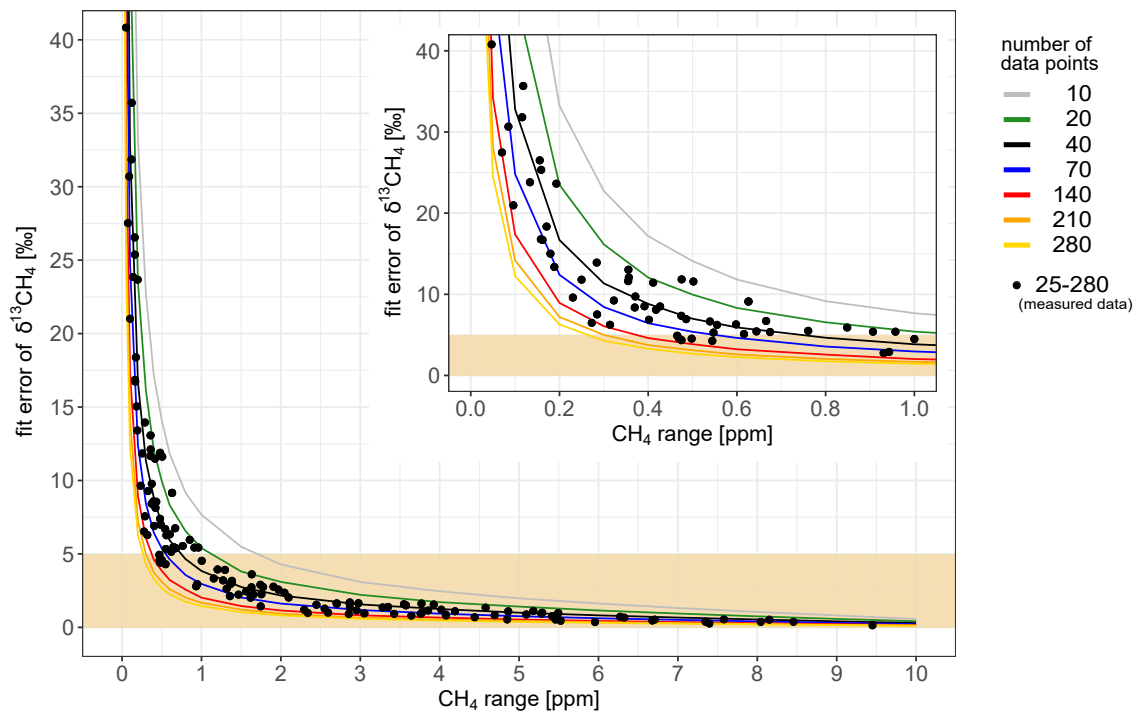 40
35
30
25
20
15
10
5
0
fit error of δ¹³CH₄ [‰]
0 1 2 3 4 5 6 7 8 9 10
CH₄ range [ppm]
40
30
20
10
0
fit error of δ¹³CH₄ [‰]
0.0 0.2 0.4 0.6 0.8 1.0
CH₄ range [ppm]
number of
data points
10
20
40
70
140
210
280
25-280
(measured data)